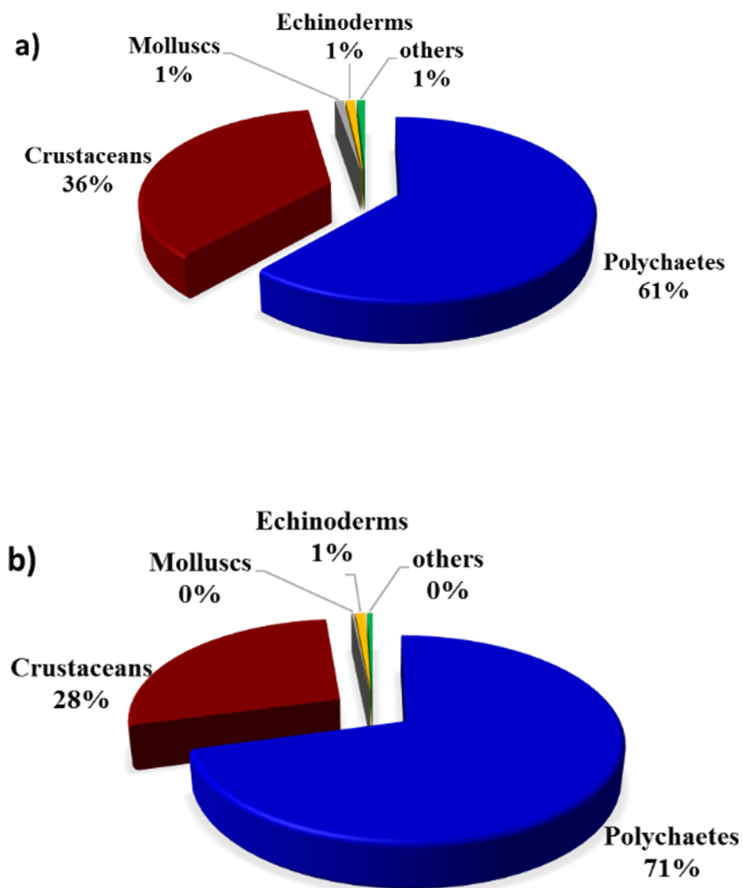 a)
Echinoderms
1%
Molluscs
1%
others
1%
Crustaceans
36%
Polychaetes
61%
b)
Echinoderms
1%
Molluscs
0%
others
0%
Crustaceans
28%
Polychaetes
71%